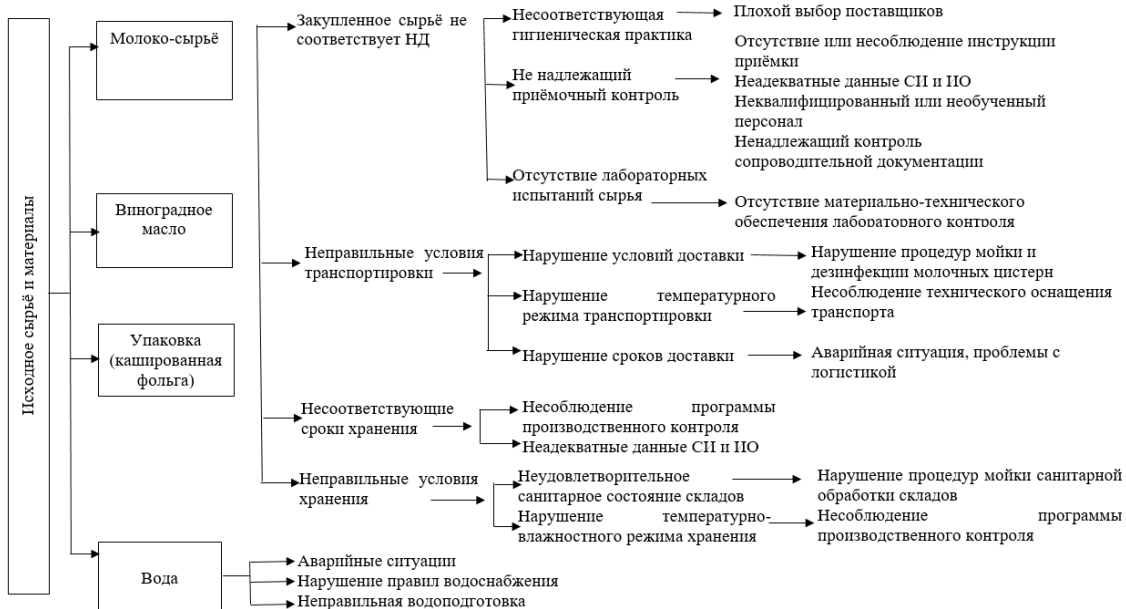 Исходное сырьё и материалы
Молоко-сырьё
Виноградное
масло
Упаковка
(кашированная
фольга)
Вода
Закупленное сырьё не
соответствует НД
Несоответствующая
гигиеническая практика
Плохой выбор поставщиков
Не надлежащий
приёмочный контроль
Отсутствие или несоблюдение инструкции
приёмки
Неадекватные данные СИ и ИО
Неквалифицированный или необученный
персонал
Ненадлежащий контроль
сопроводительной документации
Отсутствие лабораторных
испытаний сырья
Отсутствие материально-технического
обеспечения лабораторного контроля
Неправильные условия
транспортировки
Нарушение условий доставки
Нарушение процедур мойки и
дезинфекции молочных цистерн
Нарушение температурного
режима транспортировки
Несоблюдение технического оснащения
транспорта
Нарушение сроков доставки
Аварийная ситуация, проблемы с
логистикой
Несоответствующие
сроки хранения
Несоблюдение программы
производственного контроля
Неадекватные данные СИ и ИО
Неправильные условия
хранения
Неудовлетворительное
санитарное состояние складов
Нарушение процедур мойки санитарной
обработки складов
Нарушение температурно-
влажностного режима хранения
Несоблюдение программы
производственного контроля
Аварийные ситуации
Нарушение правил водоснабжения
Неправильная водоподготовка